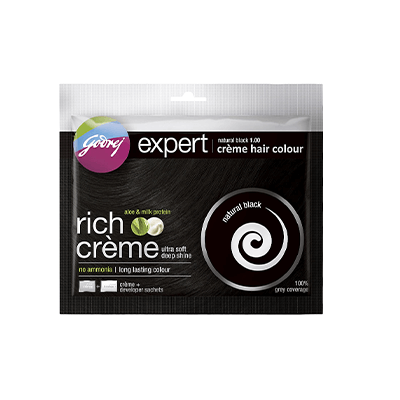 Godrej
expert
natural black 1.00
crème hair colour
aloe & milk protein
rich
crème
ultra soft
deep shine
no ammonia | long lasting colour
crème +
developer sachets
natural black
100%
grey coverage